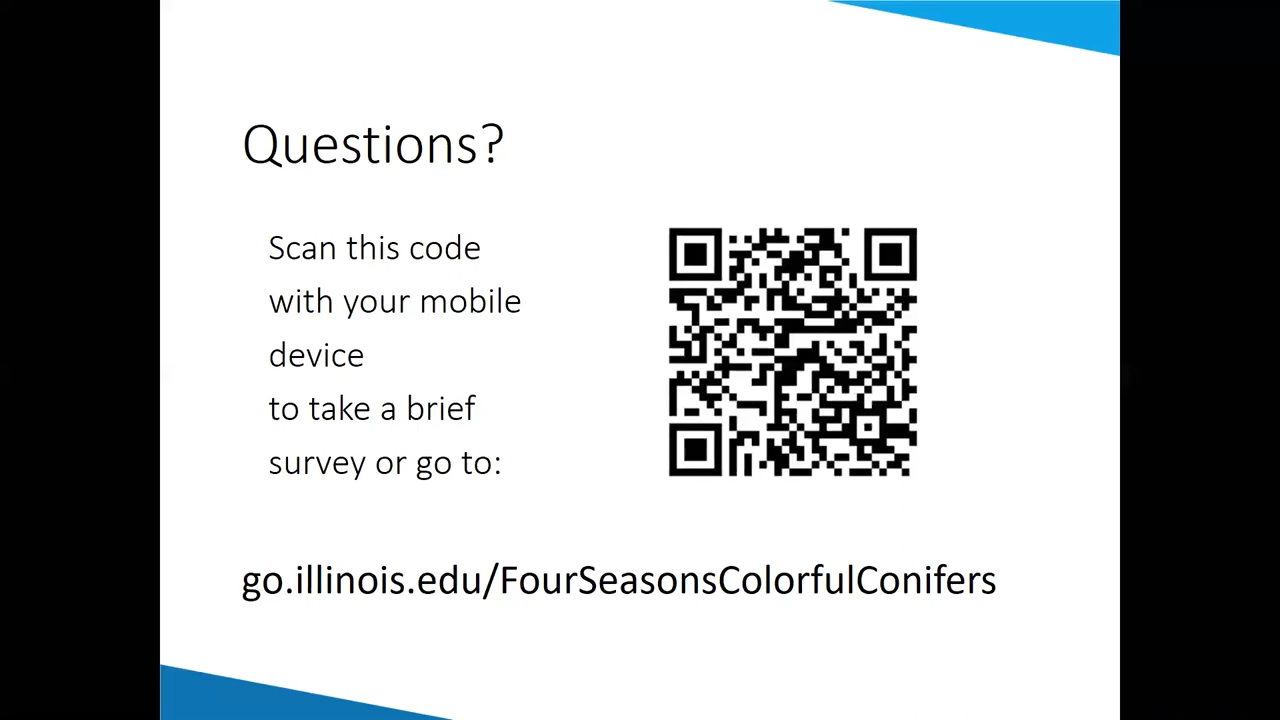 Questions?
Scan this code
with your mobile
device
to take a brief
survey or go to:
go.illinois.edu/FourSeasonsColorfulConifers